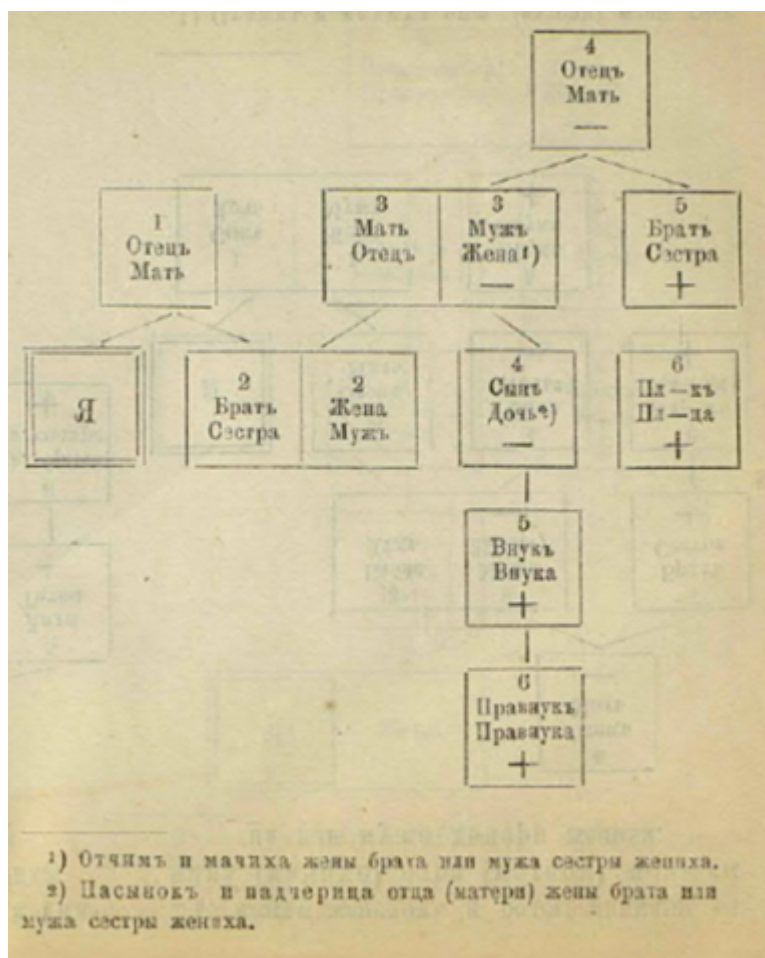 4
Отецъ
Мать
—
1
Отецъ
Мать
3
Мать
Отецъ
3
Мужъ
Жена¹)
—
5
Братъ
Сестра
+
Я
2
Братъ
Сестра
2
Жена
Мужъ
4
Сынъ
Дочь²)
—
6
Пл—къ
Пл—ца
+
5
Внукъ
Внука
+
6
Правнукъ
Правнука
+
¹) Отчимъ и мачиха жены брата или мужа сестры жениха.
²) Пасынокъ и падчерица отца (матери) жены брата или
мужа сестры жениха.